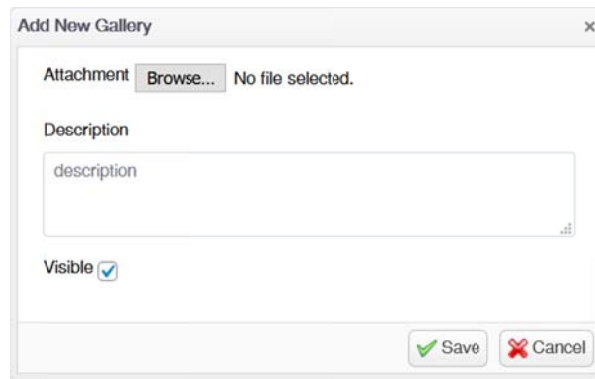 Add New Gallery ×
Attachment Browse... No file selected.
Description
description
Visible
Save Cancel